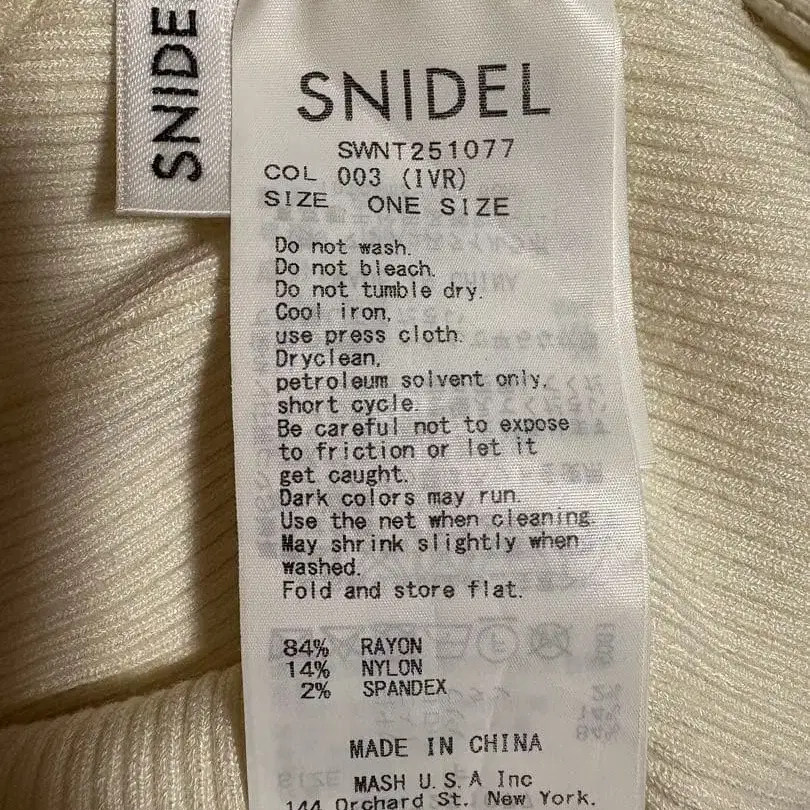 SNIDE
SNIDEL
SWNT251077
COL 003 (IVR)
SIZE ONE SIZE
Do not wash.
Do not bleach.
Do not tumble dry.
Cool iron,
use press cloth.
Dryclean,
petroleum solvent only,
short cycle.
Be careful not to expose
to friction or let it
get caught.
Dark colors may run.
Use the net when cleaning.
May shrink slightly when
washed.
Fold and store flat.
84% RAYON
14% NYLON
2% SPANDEX
MADE IN CHINA
MASH U.S.A Inc
144 Orchard St. New York.